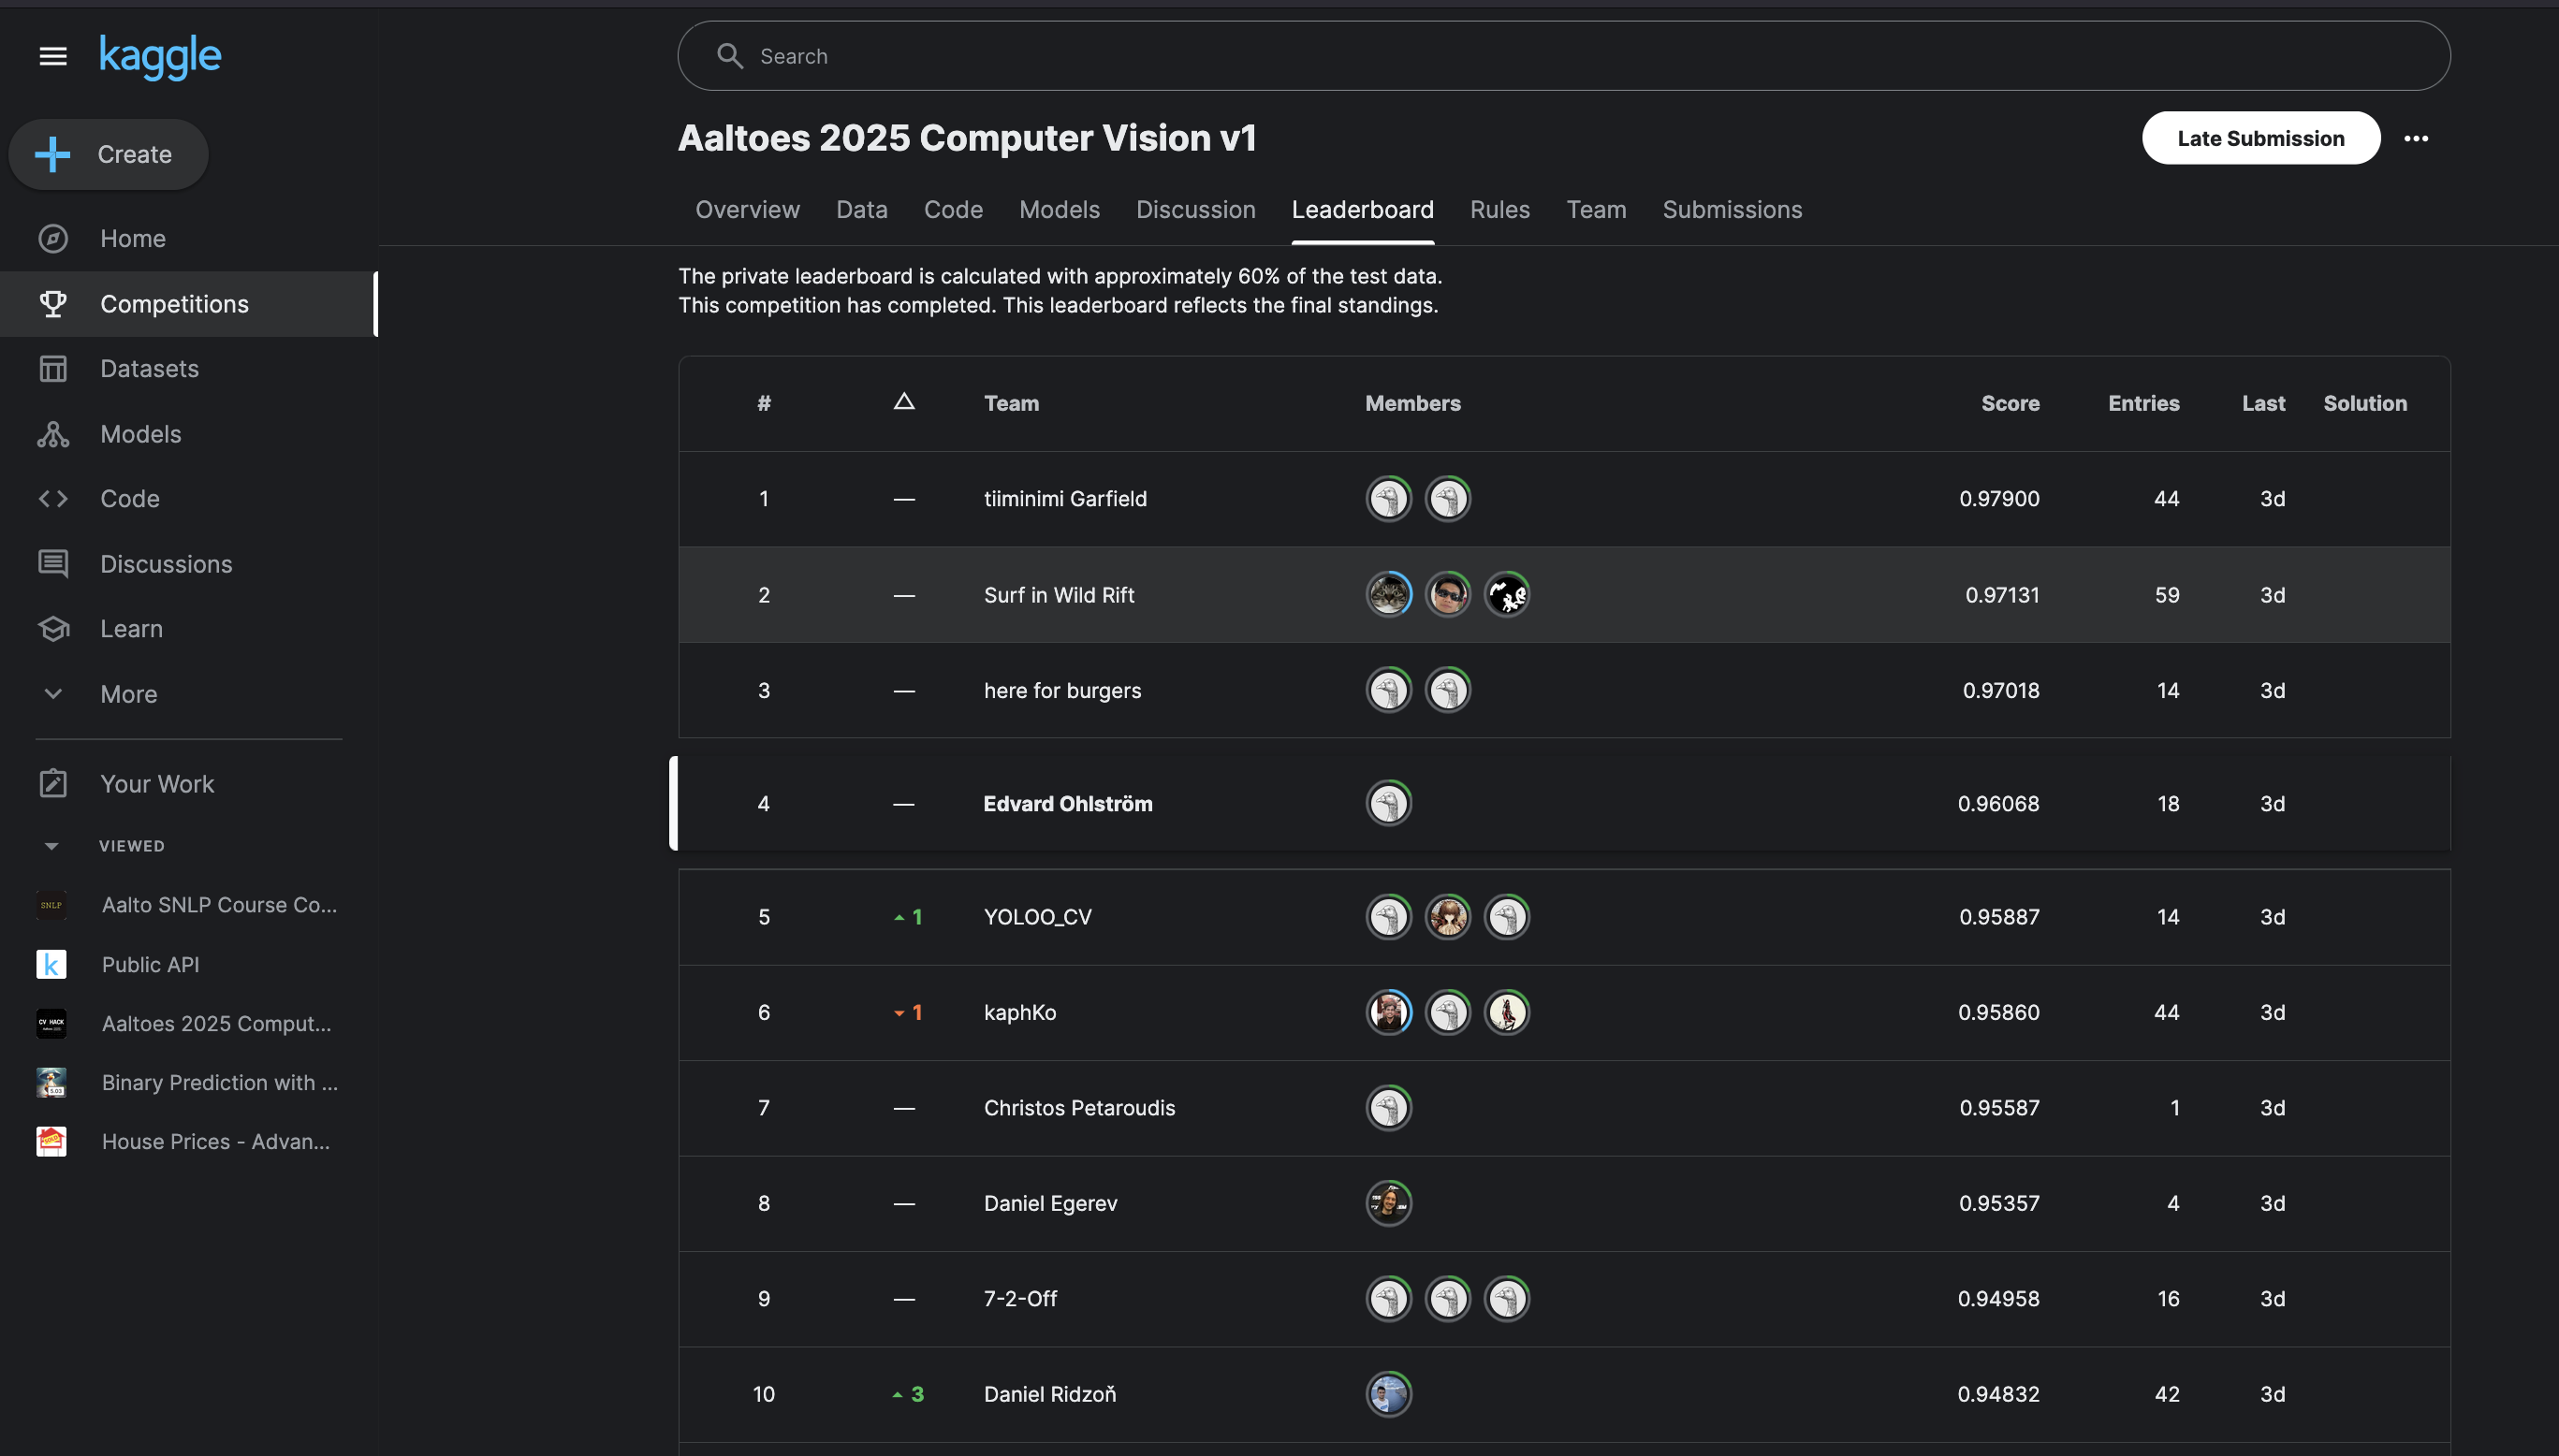 kaggle
Search
Create
Home
Competitions
Datasets
Models
Code
Discussions
Learn
More
Your Work
VIEWED
Aalto SNLP Course Co...
Public API
Aaltoes 2025 Comput...
Binary Prediction with ...
House Prices - Advan...
Aaltoes 2025 Computer Vision v1
Late Submission
Overview Data Code Models Discussion Leaderboard Rules Team Submissions
The private leaderboard is calculated with approximately 60% of the test data.
This competition has completed. This leaderboard reflects the final standings.
# △ Team Members Score Entries Last Solution
1 — tiiminimi Garfield 0.97900 44 3d
2 — Surf in Wild Rift 0.97131 59 3d
3 — here for burgers 0.97018 14 3d
4 — Edvard Ohlström 0.96068 18 3d
5 1 YOLOO_CV 0.95887 14 3d
6 1 kaphKo 0.95860 44 3d
7 — Christos Petaroudis 0.95587 1 3d
8 — Daniel Egerev 0.95357 4 3d
9 — 7-2-Off 0.94958 16 3d
10 3 Daniel Ridzoň 0.94832 42 3d
SNLP
k
CV HACK